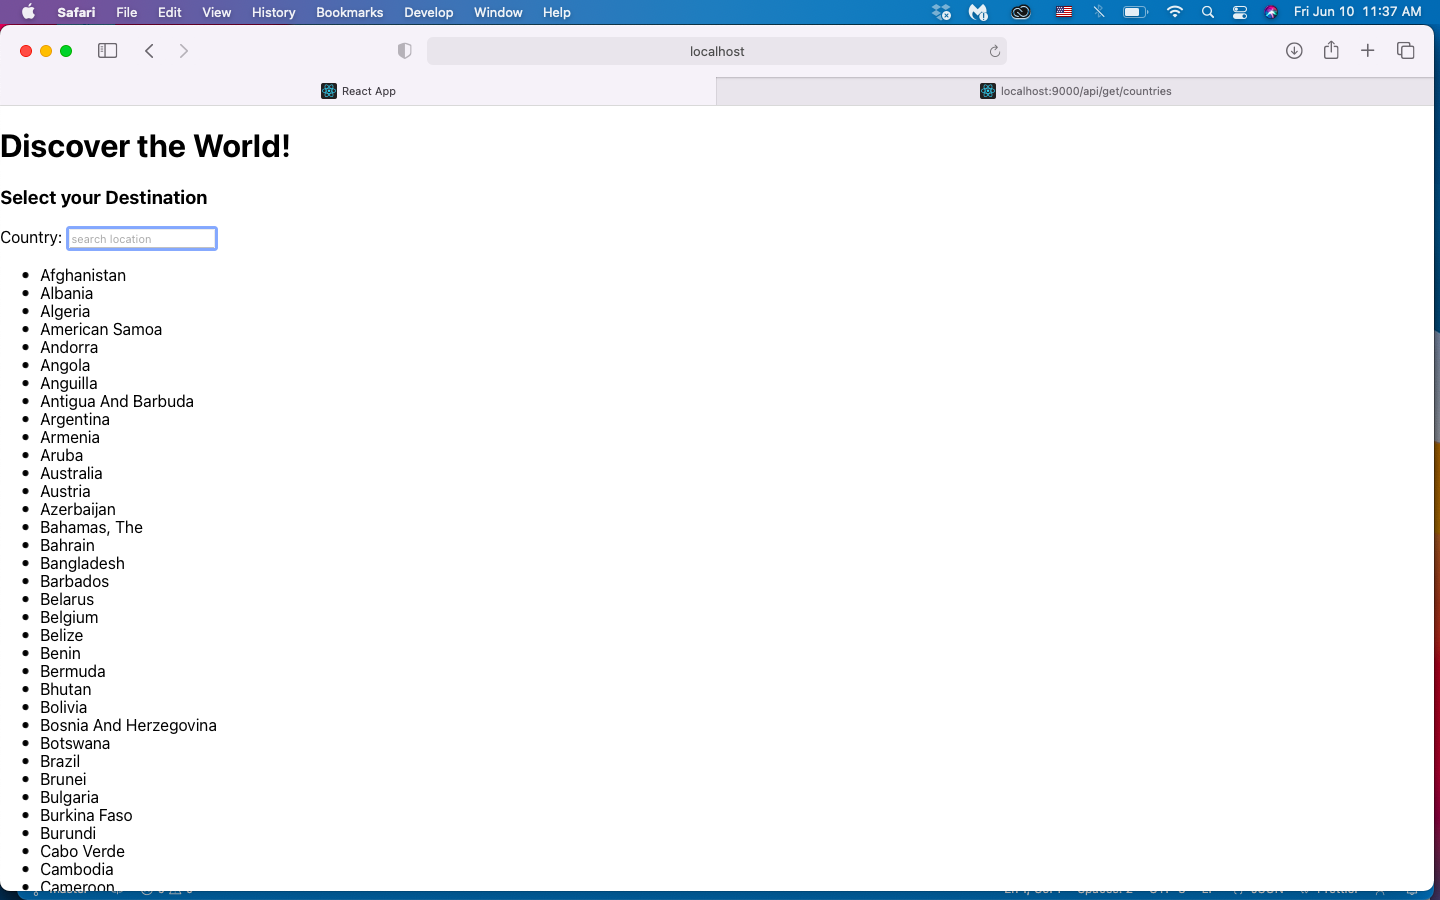 Safari File Edit View History Bookmarks Develop Window Help Fri Jun 10 11:37 AM
localhost
React App localhost:9000/api/get/countries
Discover the World!
Select your Destination
Country: search location
Afghanistan
Albania
Algeria
American Samoa
Andorra
Angola
Anguilla
Antigua And Barbuda
Argentina
Armenia
Aruba
Australia
Austria
Azerbaijan
Bahamas, The
Bahrain
Bangladesh
Barbados
Belarus
Belgium
Belize
Benin
Bermuda
Bhutan
Bolivia
Bosnia And Herzegovina
Botswana
Brazil
Brunei
Bulgaria
Burkina Faso
Burundi
Cabo Verde
Cambodia
Cameroon